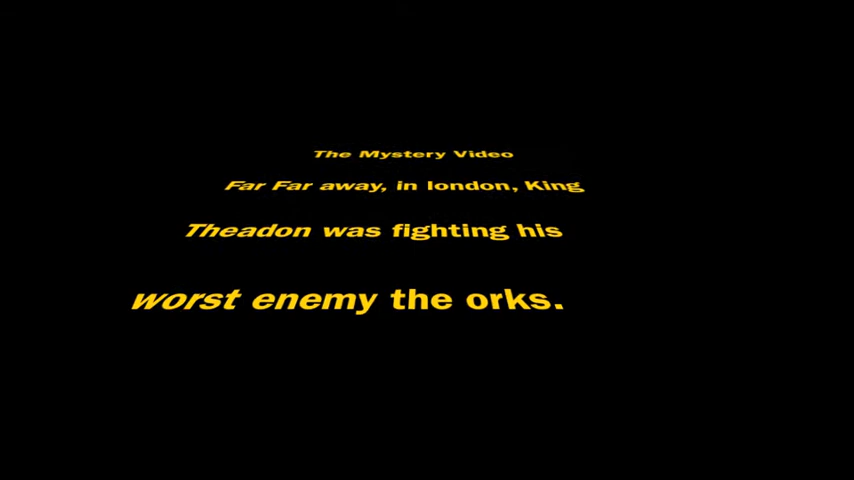 The Mystery Video
Far Far away, in london, King
Theadon was fighting his
worst enemy the orks.